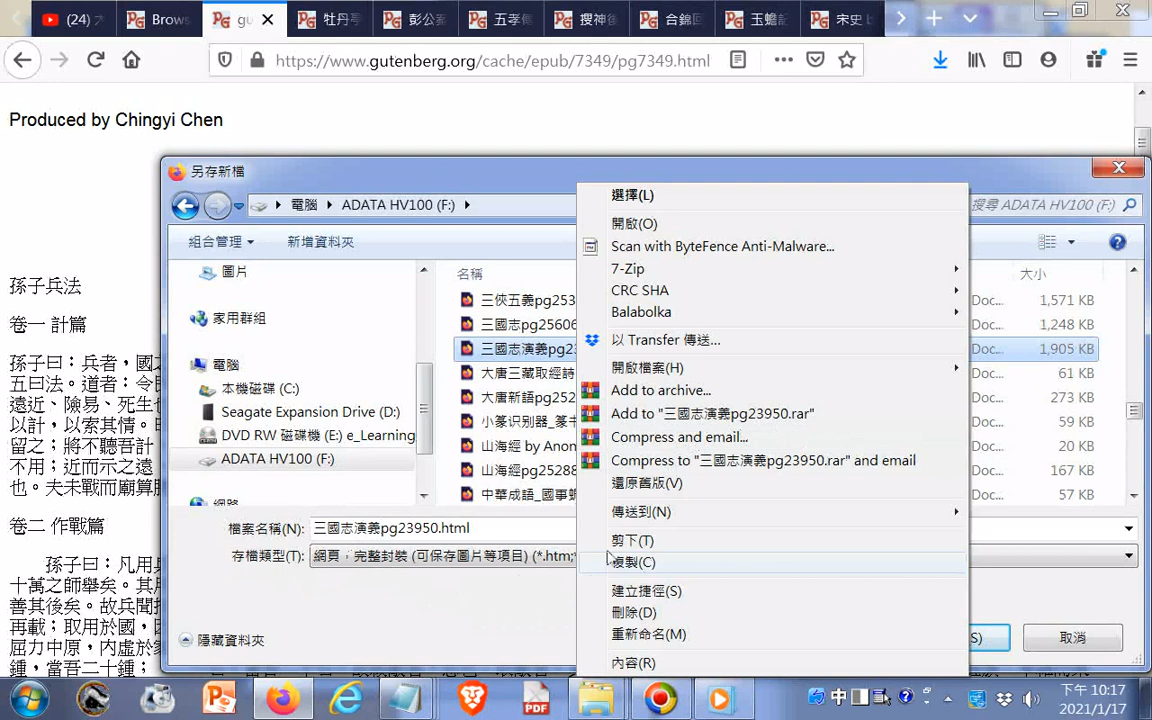 (24)
Brows
gu
牡丹亭
彭公案
五孝傳
搜神後
合錦回
玉蟾記
宋史
https://www.gutenberg.org/cache/epub/7349/pg7349.html
Produced by Chingyi Chen
孫子兵法
卷一 計篇
孫子曰：兵者，國之
五曰法。道者：令民
遠近、險易、死生也
以計，以索其情。曰
留之；將不聽吾計
不用；近而示之遠
也。夫未戰而廟算勝
卷二 作戰篇
孫子曰：凡用兵
十萬之師舉矣。其
善其後矣。故兵聞拙
再載；取用於國，因
屈力中原，內虛於家
鍾，當吾二十鍾；
另存新檔
電腦
ADATA HV100 (F:)
搜尋 ADATA HV100 (F:)
組合管理
新增資料夾
圖片
家用群組
電腦
本機磁碟 (C:)
Seagate Expansion Drive (D:)
DVD RW 磁碟機 (E:) e_Learning
ADATA HV100 (F:)
網路
名稱
大小
三俠五義pg253
Doc...
1,571 KB
三國志pg25606
Doc...
1,248 KB
三國志演義pg2
Doc...
1,905 KB
大唐三藏取經詩
Doc...
61 KB
大唐新語pg252
Doc...
273 KB
小篆识别器_篆书
Doc...
59 KB
山海經 by Anon
Doc...
20 KB
山海經pg25288
Doc...
167 KB
中華成語_國事
Doc...
57 KB
選擇(L)
開啟(O)
Scan with ByteFence Anti-Malware...
7-Zip
CRC SHA
Balabolka
以 Transfer 傳送...
開啟檔案(H)
Add to archive...
Add to "三國志演義pg23950.rar"
Compress and email...
Compress to "三國志演義pg23950.rar" and email
還原舊版(V)
傳送到(N)
剪下(T)
複製(C)
建立捷徑(S)
刪除(D)
重新命名(M)
內容(R)
檔案名稱(N):
三國志演義pg23950.html
存檔類型(T):
網頁，完整封裝 (可保存圖片等項目) (*.htm;*
隱藏資料夾
S)
取消
PDF
中
下午 10:17
2021/1/17